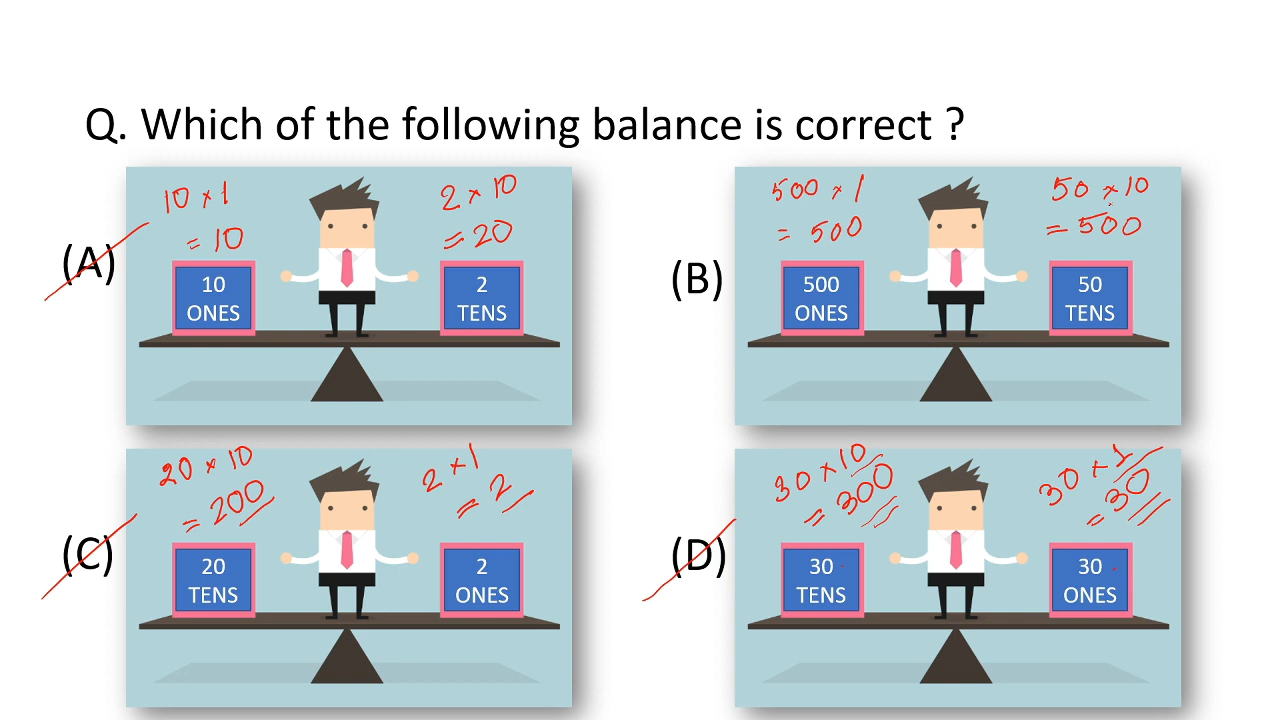 Q. Which of the following balance is correct ?
(A)
10 × 1
= 10
2 × 10
= 20
10
ONES
2
TENS
(B)
500 × 1
= 500
50 × 10
= 500
500
ONES
50
TENS
(C)
20 × 10
= 200
2 × 1
= 2
20
TENS
2
ONES
(D)
30 × 10
= 300
30 × 1
= 30
30
TENS
30
ONES